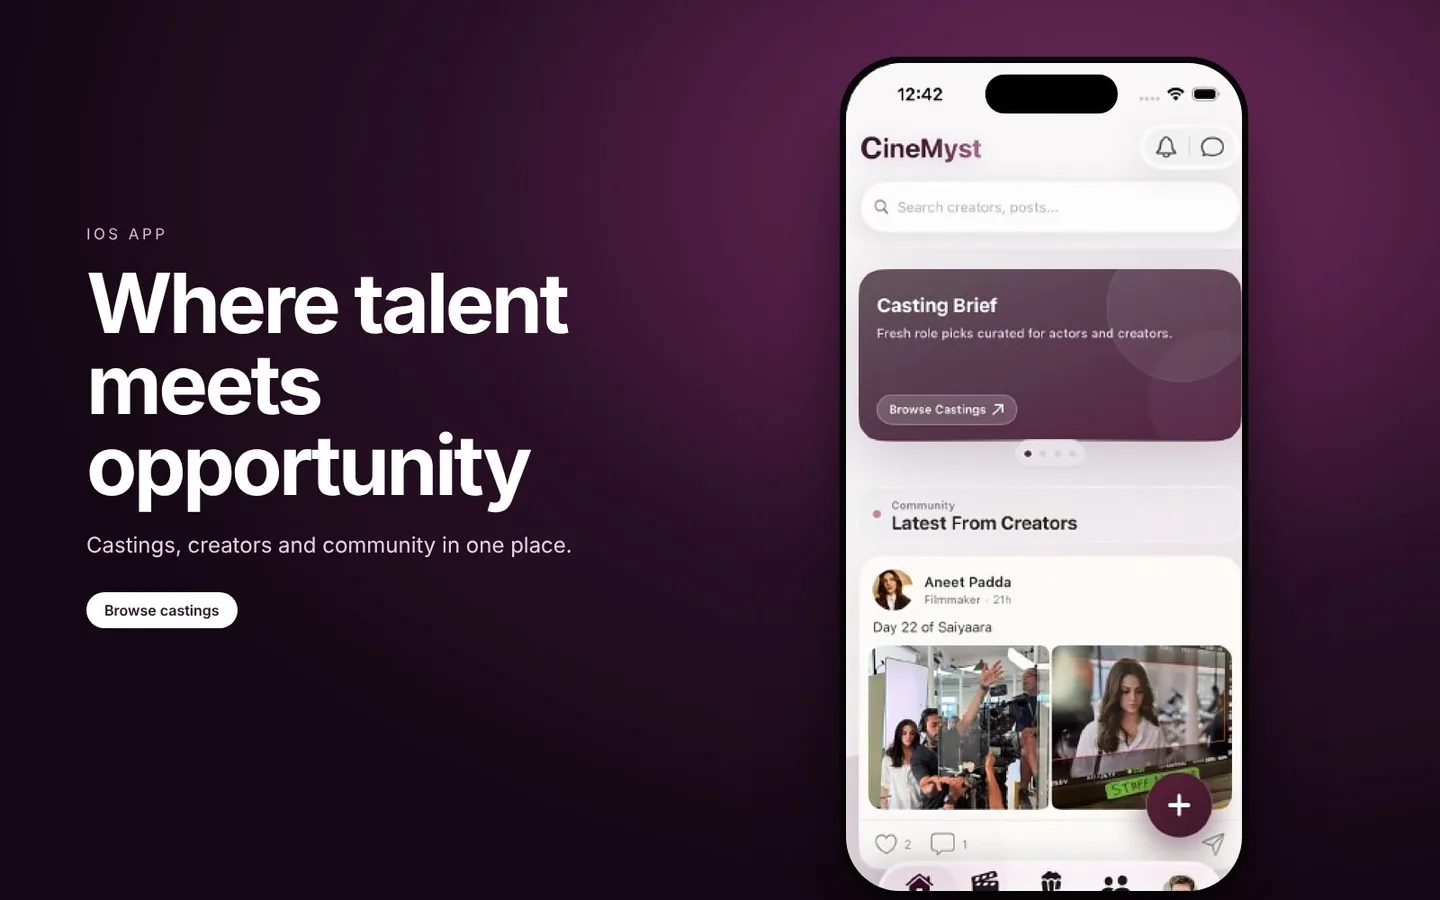 IOS APP
Where talent
meets
opportunity
Castings, creators and community in one place.
Browse castings
12:42
CineMyst
Search creators, posts...
Casting Brief
Fresh role picks curated for actors and creators.
Browse Castings
Community
Latest From Creators
Aneet Padda
Filmmaker · 21h
Day 22 of Saiyaara
2
1